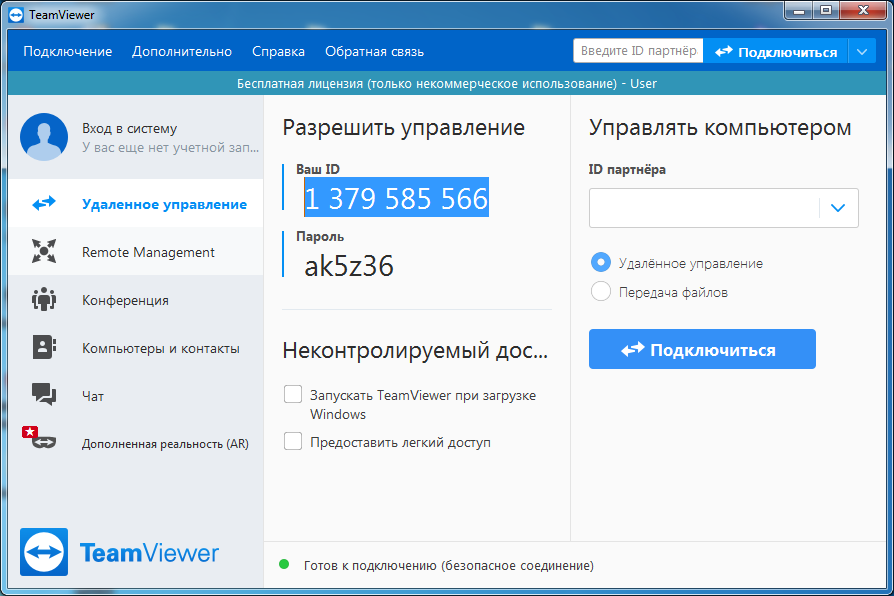 TeamViewer
Подключение Дополнительно Справка Обратная связь
Введите ID партнёр
Подключиться
Бесплатная лицензия (только некоммерческое использование) - User
Вход в систему
У вас еще нет учетной зап...
Удаленное управление
Remote Management
Конференция
Компьютеры и контакты
Чат
Дополненная реальность (AR)
TeamViewer
Разрешить управление
Ваш ID
1 379 585 566
Пароль
ak5z36
Неконтролируемый дос...
Запускать TeamViewer при загрузке
Windows
Предоставить легкий доступ
Управлять компьютером
ID партнёра
Удалённое управление
Передача файлов
Подключиться
Готов к подключению (безопасное соединение)